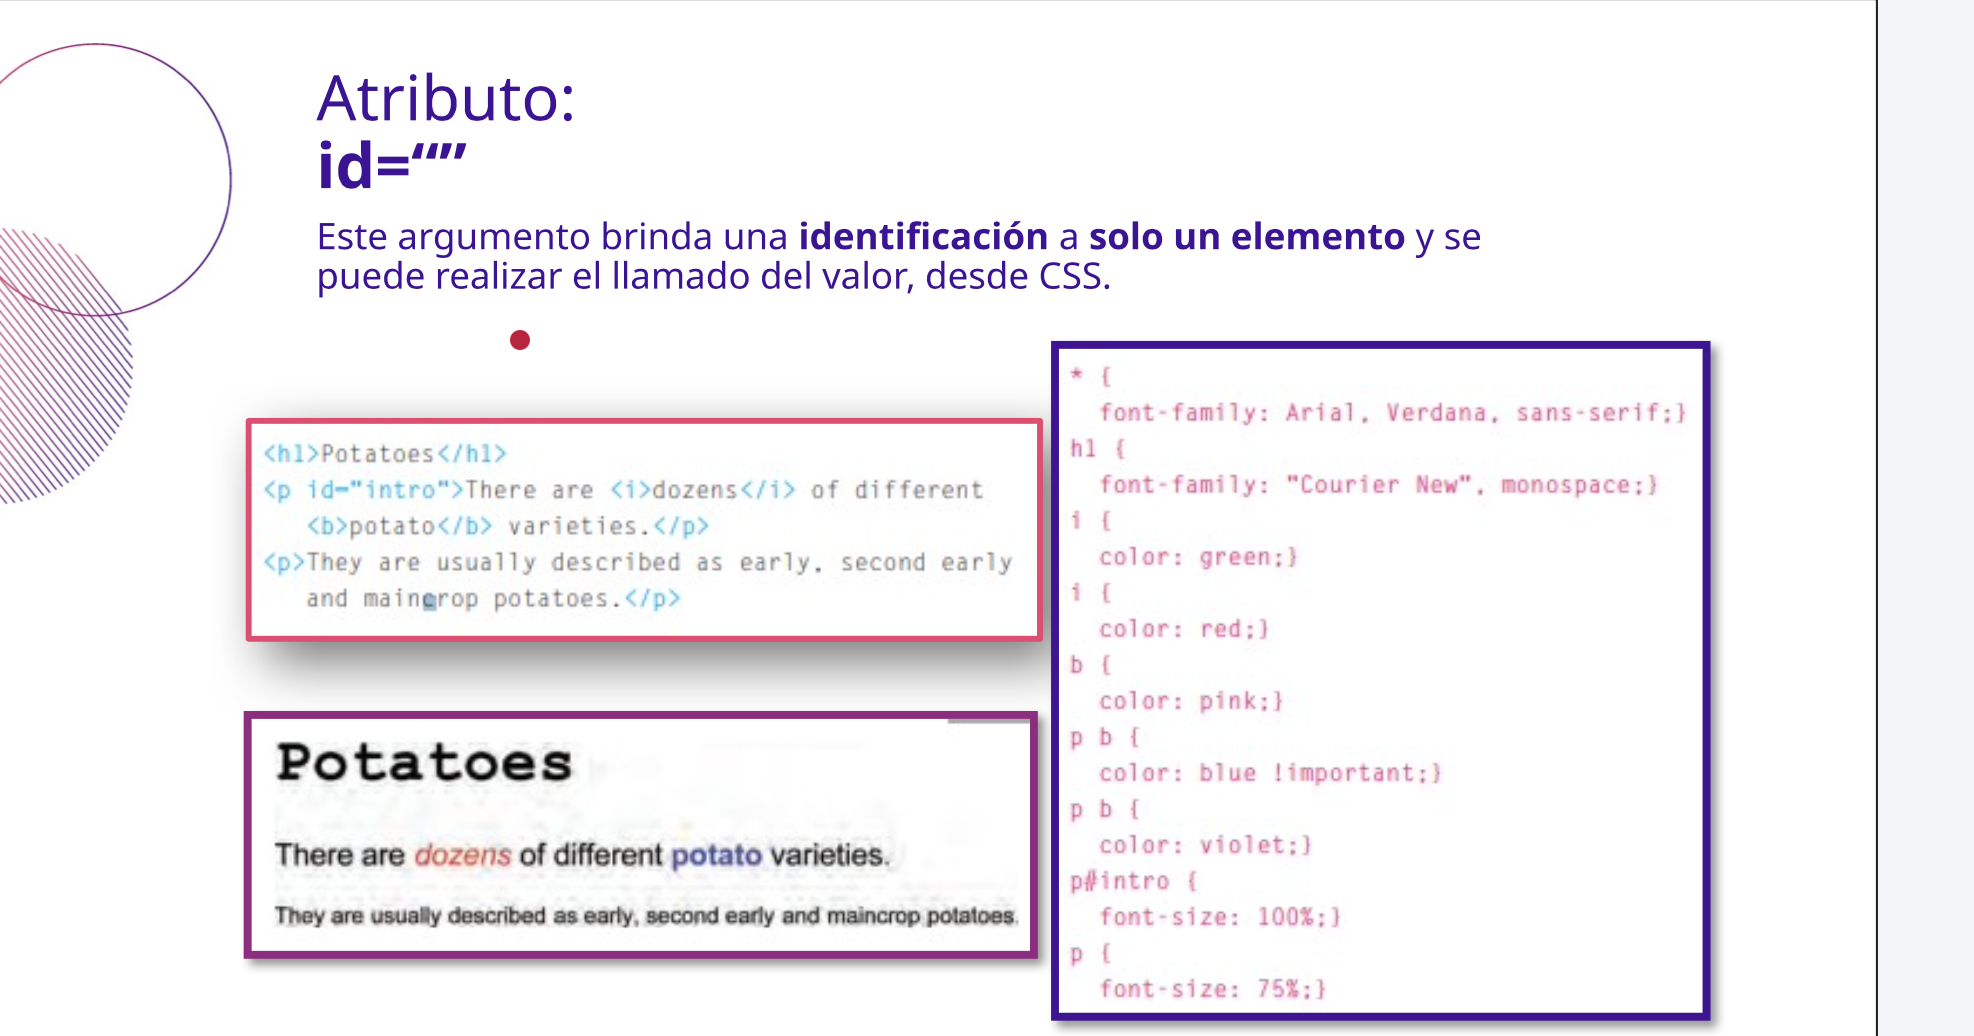 Atributo:
id=“”
Este argumento brinda una identificación a solo un elemento y se
puede realizar el llamado del valor, desde CSS.
<h1>Potatoes</h1>
<p id="intro">There are <i>dozens</i> of different
<b>potato</b> varieties.</p>
<p>They are usually described as early, second early
and maincrop potatoes.</p>
Potatoes
There are dozens of different potato varieties.
They are usually described as early, second early and maincrop potatoes.
* {
font-family: Arial, Verdana, sans-serif;}
h1 {
font-family: "Courier New", monospace;}
i {
color: green;}
i {
color: red;}
b {
color: pink;}
p b {
color: blue !important;}
p b {
color: violet;}
p#intro {
font-size: 100%;}
p {
font-size: 75%;}